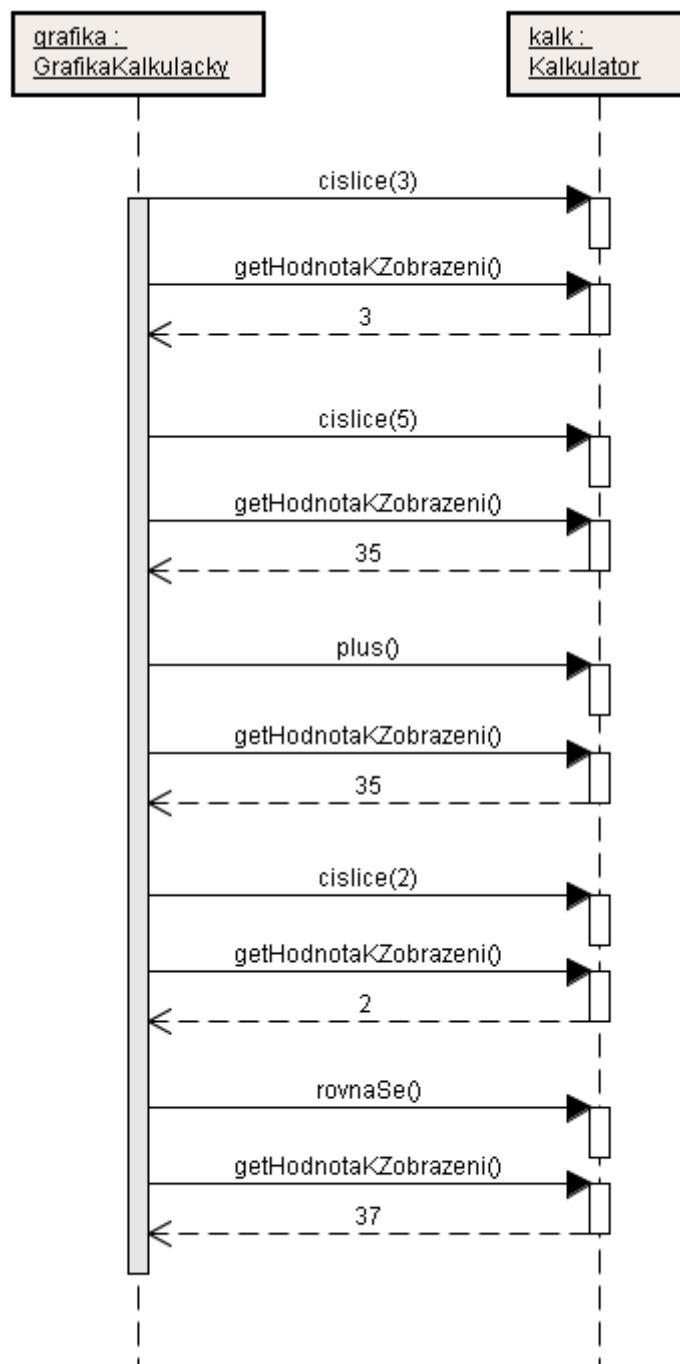 grafika :
GrafikaKalkulacky
kalk :
Kalkulator
cislice(3)
getHodnotaKZobrazeni()
3
cislice(5)
getHodnotaKZobrazeni()
35
plus()
getHodnotaKZobrazeni()
35
cislice(2)
getHodnotaKZobrazeni()
2
rovnaSe()
getHodnotaKZobrazeni()
37